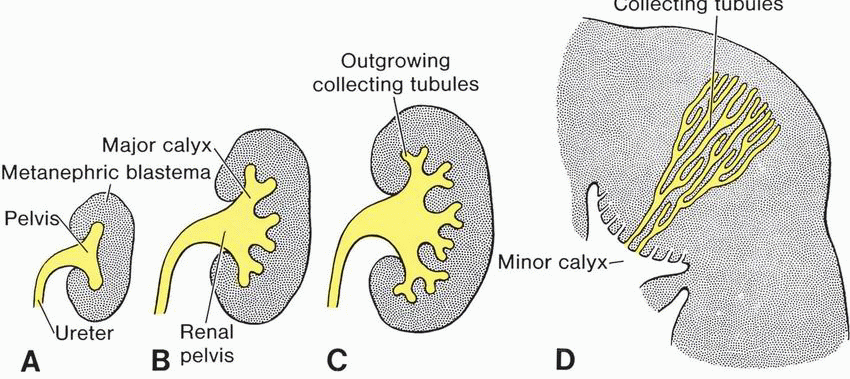 Collecting tubules
Outgrowing
collecting tubules
Major calyx
Metanephric blastema
Pelvis
Minor calyx
Ureter
Renal
pelvis
A
B
C
D